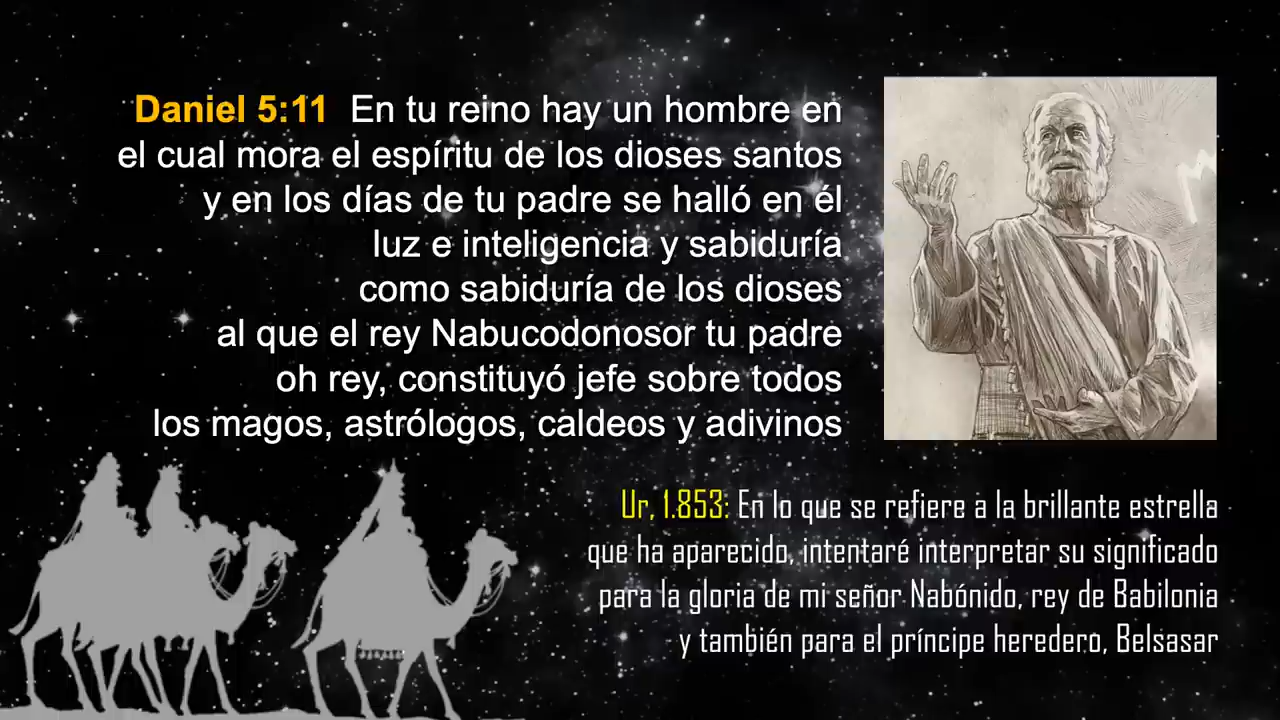 Daniel 5:11 En tu reino hay un hombre en
el cual mora el espíritu de los dioses santos
y en los días de tu padre se halló en él
luz e inteligencia y sabiduría
como sabiduría de los dioses
al que el rey Nabucodonosor tu padre
oh rey, constituyó jefe sobre todos
los magos, astrólogos, caldeos y adivinos
Ur, 1.853: En lo que se refiere a la brillante estrella
que ha aparecido, intentaré interpretar su significado
para la gloria de mi señor Nabónido, rey de Babilonia
y también para el príncipe heredero, Belsasar